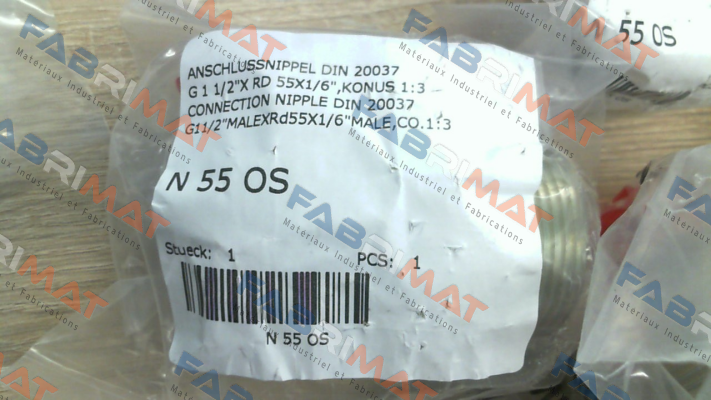 ANSCHLUSSNIPPEL DIN 20037
G 1 1/2"X RD 55X1/6",KONUS 1:3
CONNECTION NIPPLE DIN 20037
G11/2"MALEXRd55X1/6"MALE,CO.1:3
N 55 OS
Stueck: 1 PCS: 1
N 55 OS
55 OS
FABRIMAT
Materiaux Industriel et Fabrications